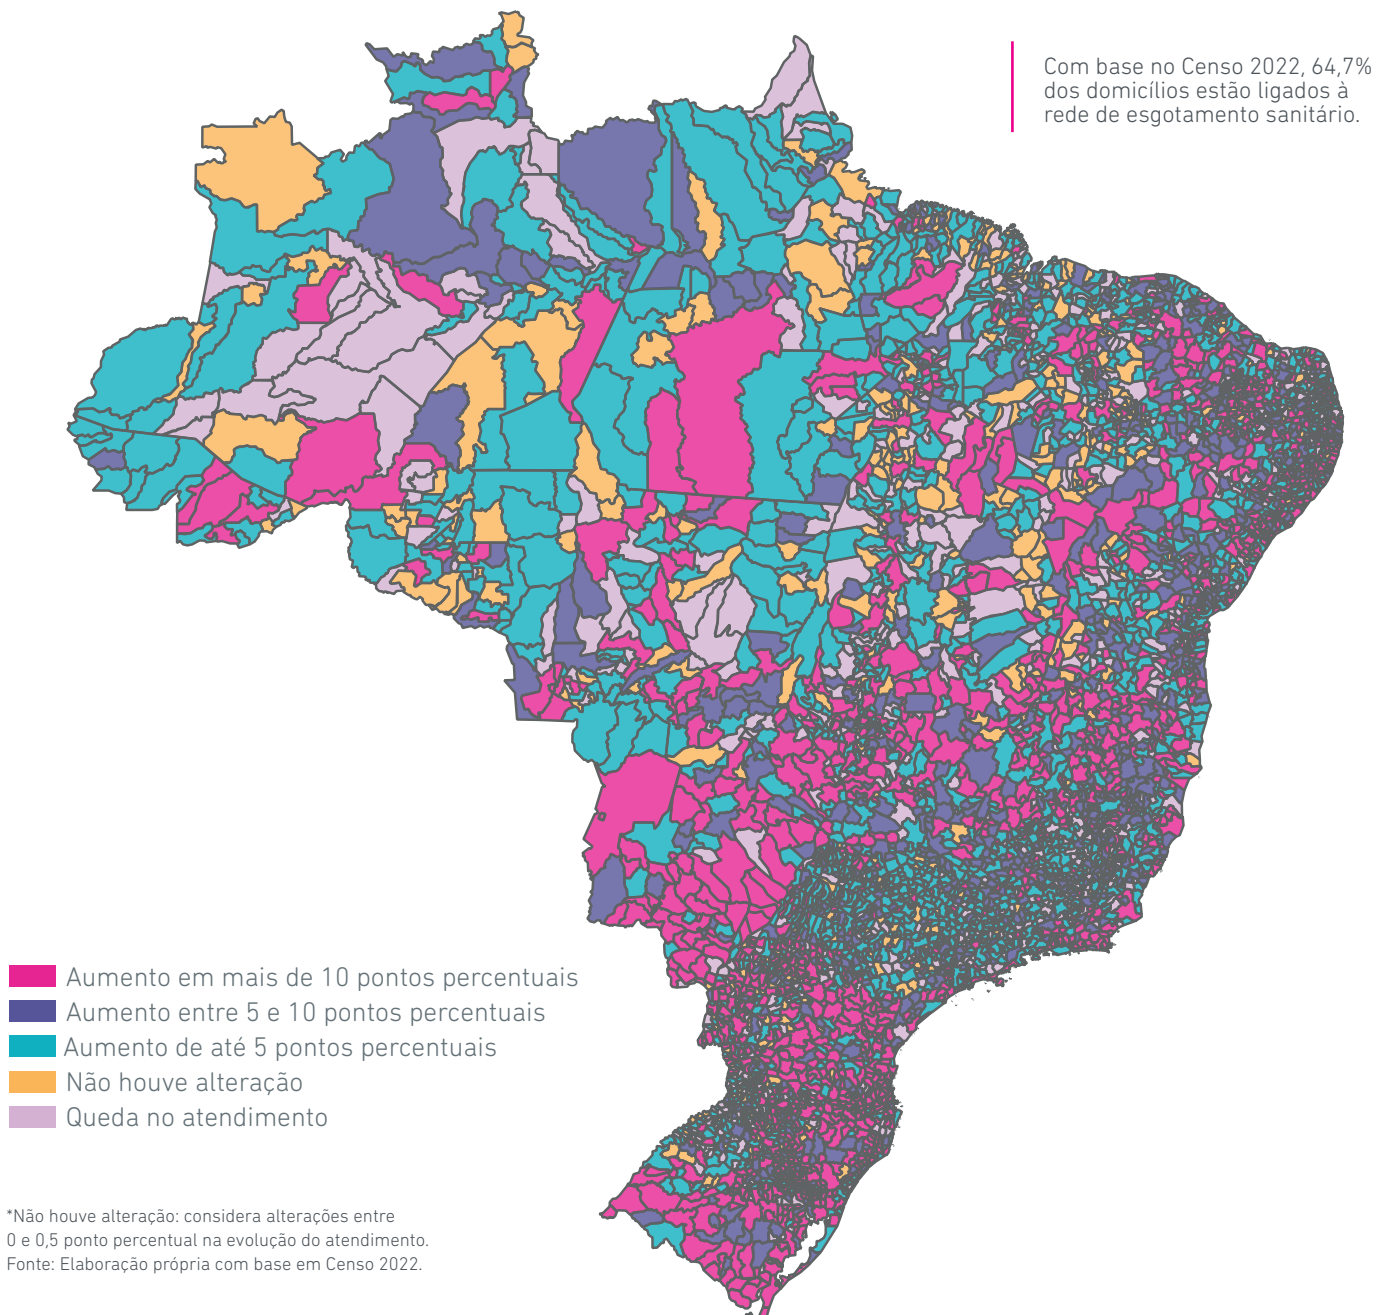 Com base no Censo 2022, 64,7%
dos domicílios estão ligados à
rede de esgotamento sanitário.
Aumento em mais de 10 pontos percentuais
Aumento entre 5 e 10 pontos percentuais
Aumento de até 5 pontos percentuais
Não houve alteração
Queda no atendimento
*Não houve alteração: considera alterações entre
0 e 0,5 ponto percentual na evolução do atendimento.
Fonte: Elaboração própria com base em Censo 2022.